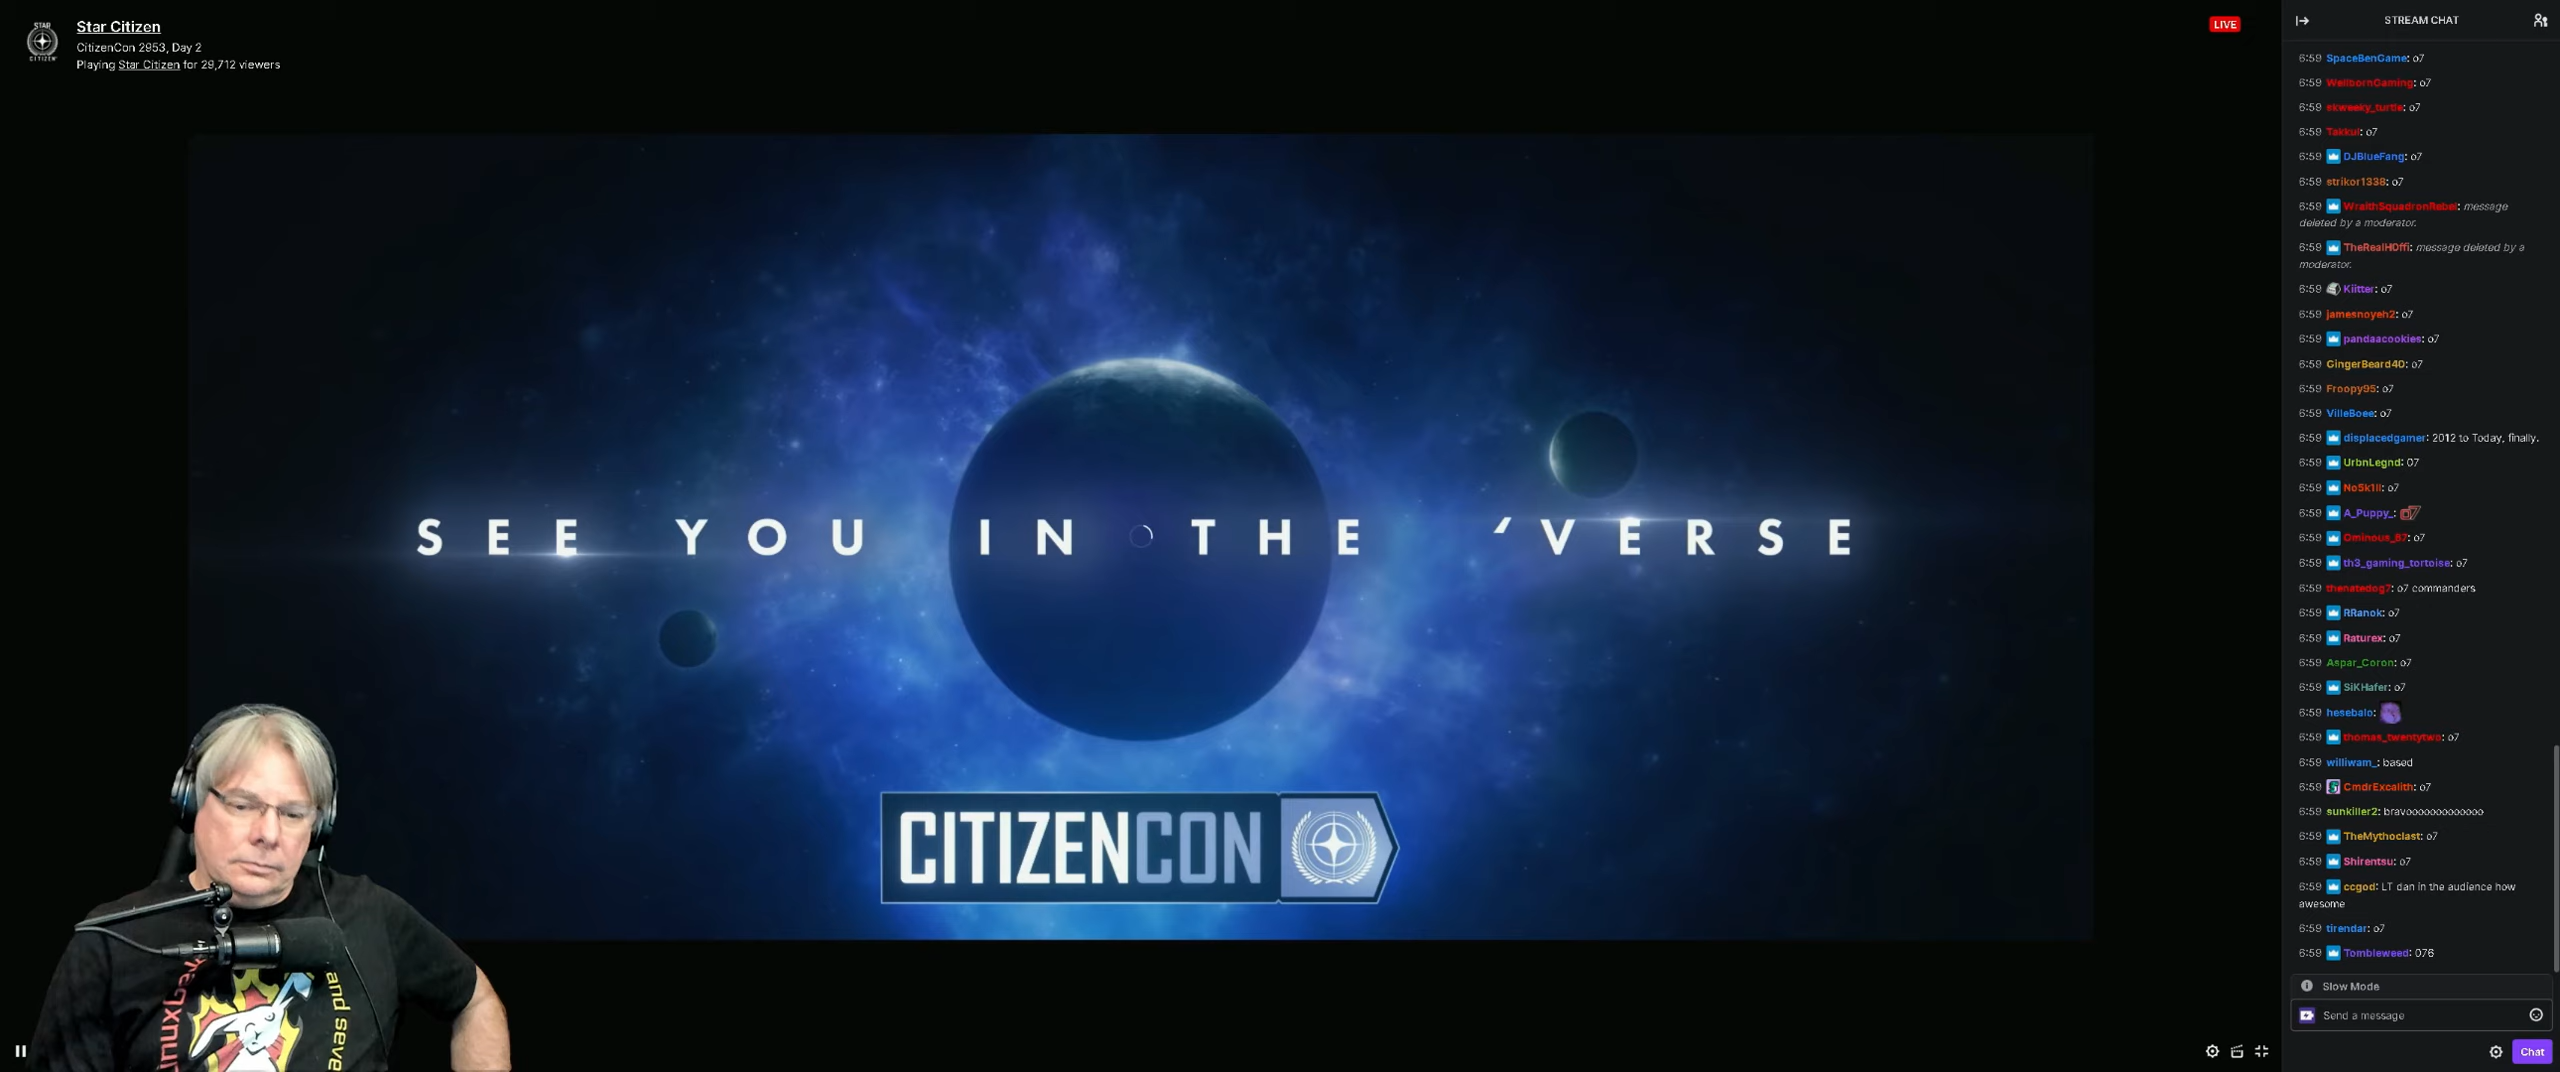 Star Citizen
CitizenCon 2953, Day 2
Playing Star Citizen for 29,712 viewers
STAR
CITIZEN
LIVE
SEE YOU IN THE 'VERSE
CITIZENCON
and seve
STREAM CHAT
6:59 SpaceBenGame: o7
6:59 WellbornGaming: o7
6:59 skweeky_turtle: o7
6:59 Takkul: o7
6:59 DJBlueFang: o7
6:59 strikor1338: o7
6:59 WraithSquadronRebel: message
deleted by a moderator.
6:59 TheRealH0ffi: message deleted by a
moderator.
6:59 Kiitter: o7
6:59 jamesnoyeh2: o7
6:59 pandaacookies: o7
6:59 GingerBeard40: o7
6:59 Froopy95: o7
6:59 VilleBoee: o7
6:59 displacedgamer: 2012 to Today, finally.
6:59 UrbnLegnd: 07
6:59 No5k1ll: o7
6:59 A_Puppy_: o7
6:59 Ominous_87: o7
6:59 th3_gaming_tortoise: o7
6:59 thenatedog7: o7 commanders
6:59 RRanok: o7
6:59 Raturex: o7
6:59 Aspar_Coron: o7
6:59 SiKHafer: o7
6:59 hesebalo:
6:59 thomas_twentytwo: o7
6:59 williwam_: based
6:59 CmdrExcalith: o7
6:59 sunkiller2: bravooooooooooooo
6:59 TheMythoclast: o7
6:59 Shirentsu: o7
6:59 ccgod: LT dan in the audience how
awesome
6:59 tirendar: o7
6:59 Tombleweed: 076
Slow Mode
Send a message
Chat